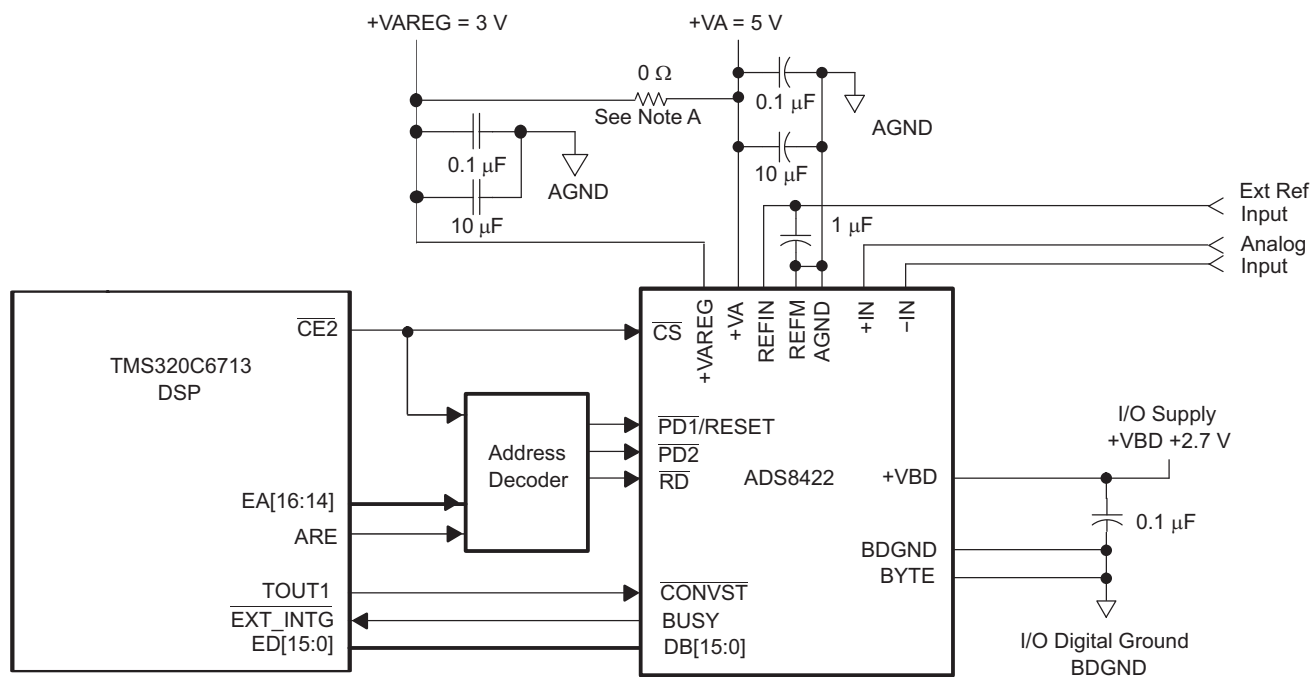 +VAREG = 3 V
+VA = 5 V
0 Ω
See Note A
0.1 µF
AGND
0.1 µF
AGND
10 µF
10 µF
1 µF
Ext Ref
Input
Analog
Input
TMS320C6713
DSP
CE2
EA[16:14]
ARE
TOUT1
EXT_INTG
ED[15:0]
Address
Decoder
CS
+VAREG
+VA
REFIN
REFM
AGND
+IN
−IN
PD1/RESET
PD2
RD
ADS8422
+VBD
BDGND
BYTE
CONVST
BUSY
DB[15:0]
I/O Supply
+VBD +2.7 V
0.1 µF
I/O Digital Ground
BDGND